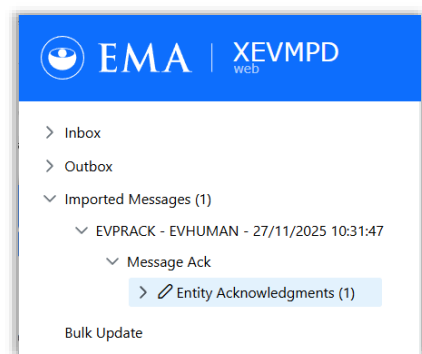 EMA | XEVMPD
web
Inbox
Outbox
Imported Messages (1)
EVPRACK - EVHUMAN - 27/11/2025 10:31:47
Message Ack
Entity Acknowledgments (1)
Bulk Update